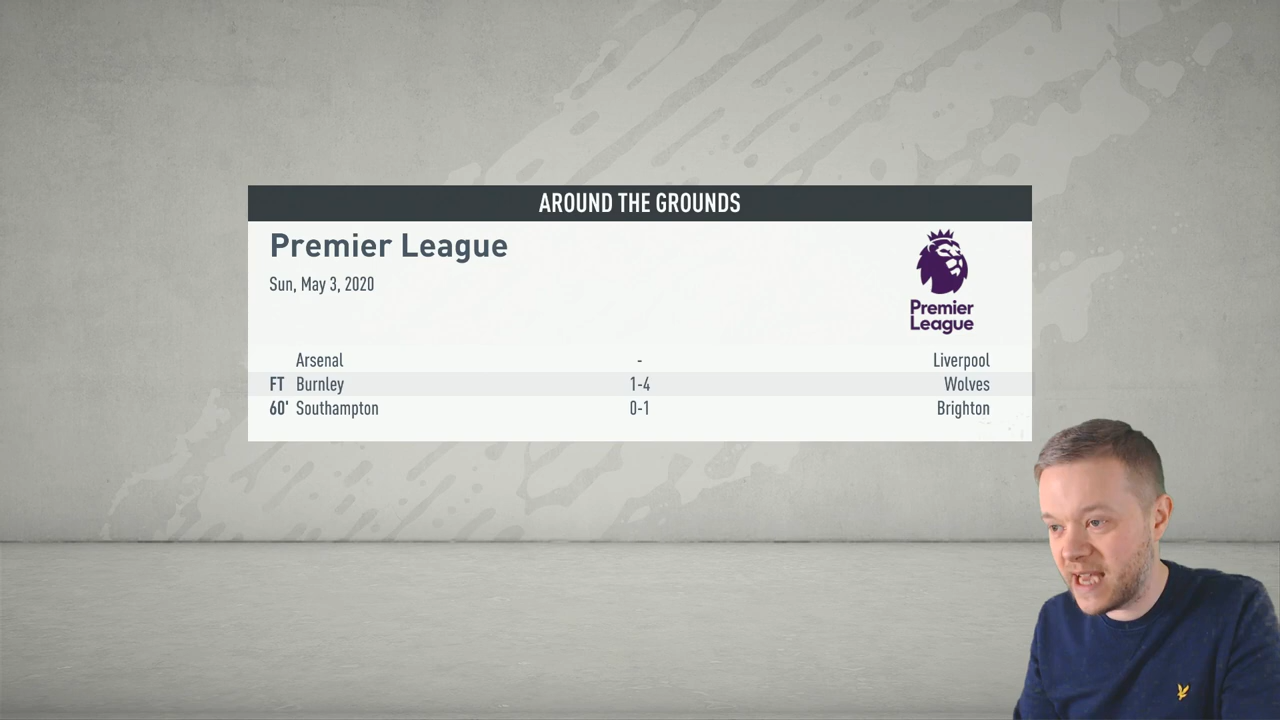 AROUND THE GROUNDS
Premier League
Sun, May 3, 2020
Premier
League
Arsenal - Liverpool
FT Burnley 1-4 Wolves
60' Southampton 0-1 Brighton